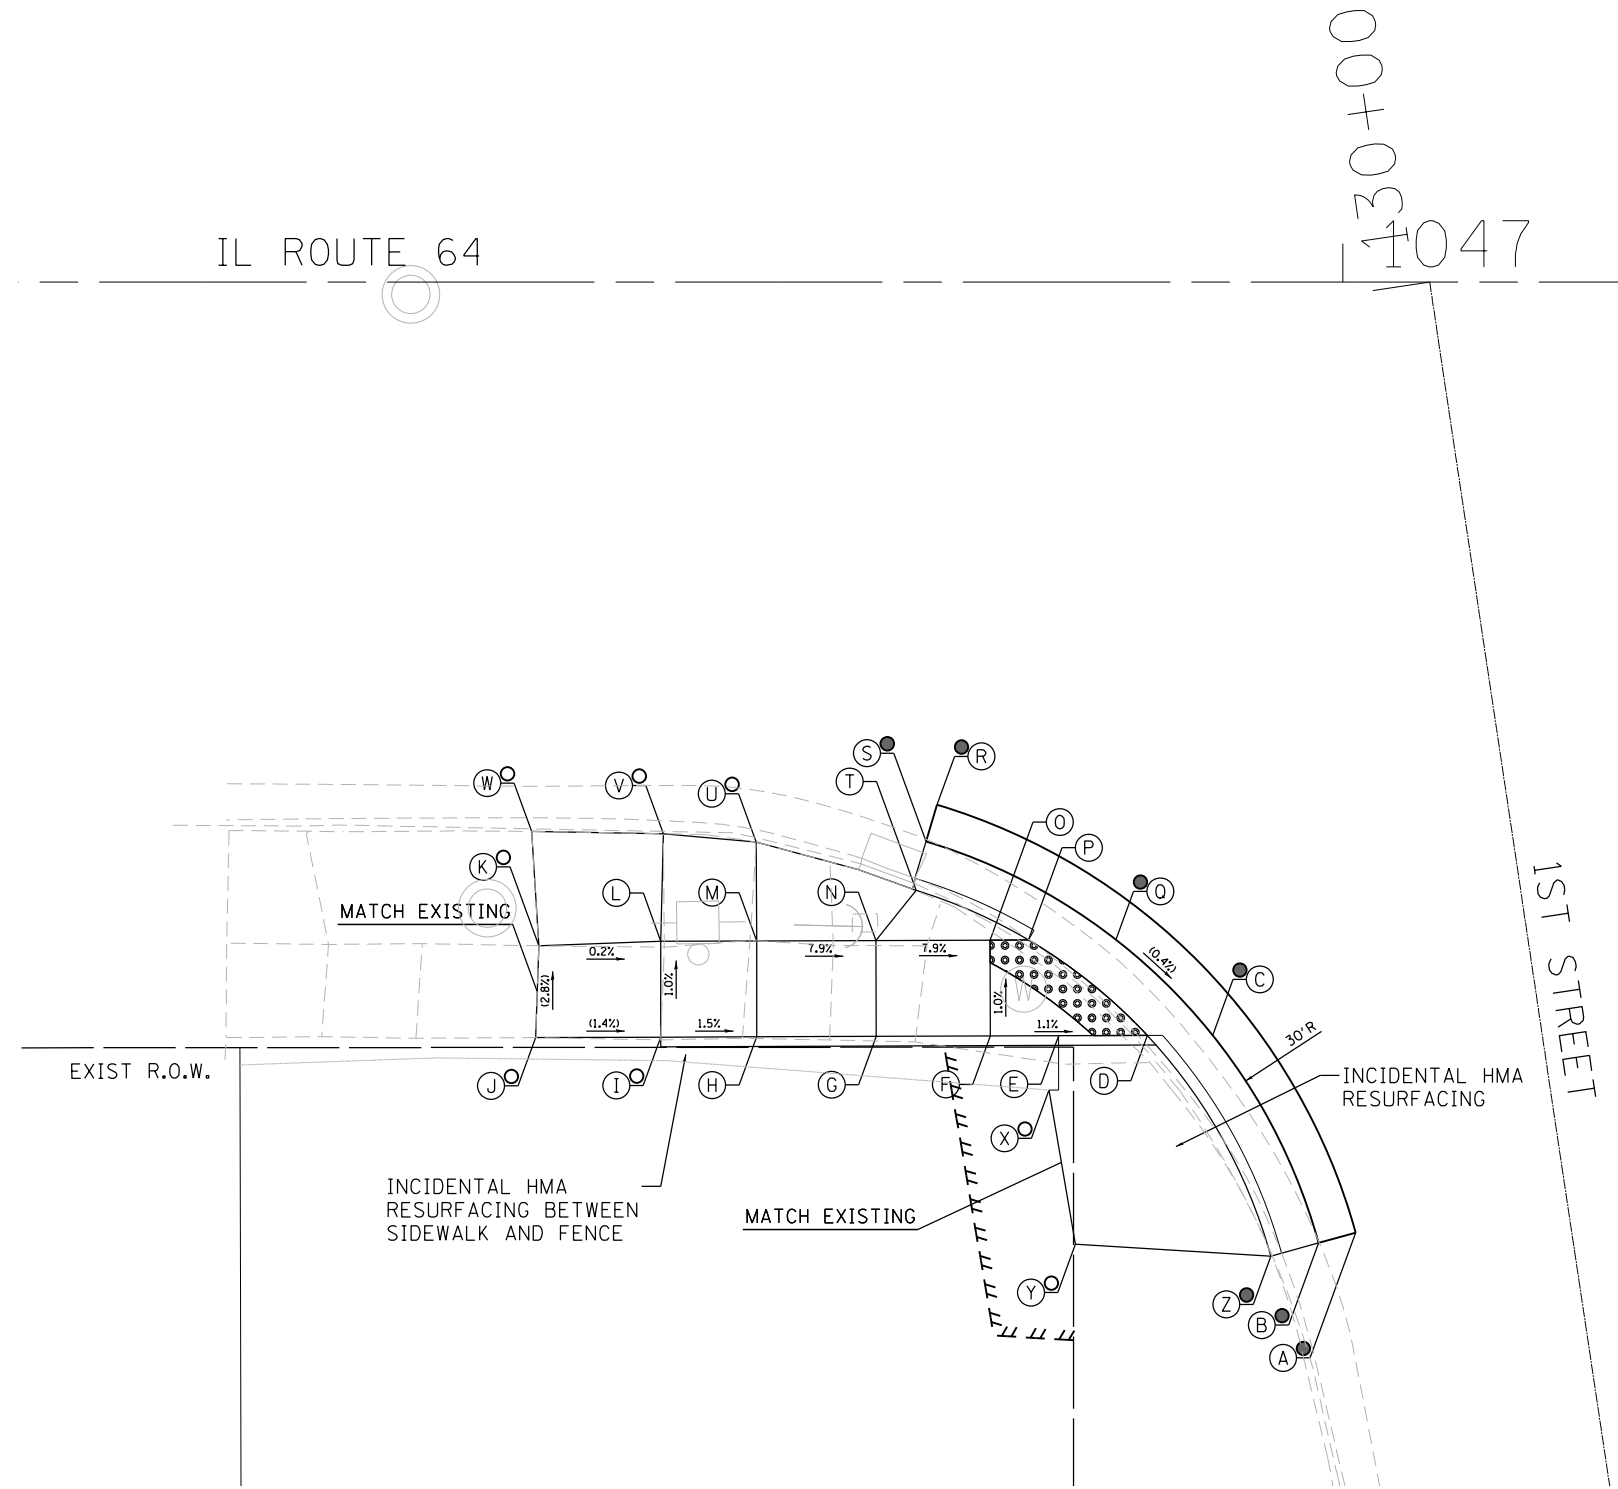 130+00
IL ROUTE 64
1047
S
R
T
W
V
U
O
P
K
L
M
N
Q
MATCH EXISTING
0.2%
7.9%
7.9%
(0.4%)
C
(2.8%)
1.0%
1.0%
W
(1.4%)
1.5%
1.1%
30'R
1ST STREET
EXIST R.O.W.
J
I
H
G
F
E
D
INCIDENTAL HMA
RESURFACING
X
INCIDENTAL HMA
RESURFACING BETWEEN
SIDEWALK AND FENCE
MATCH EXISTING
Y
Z
B
A